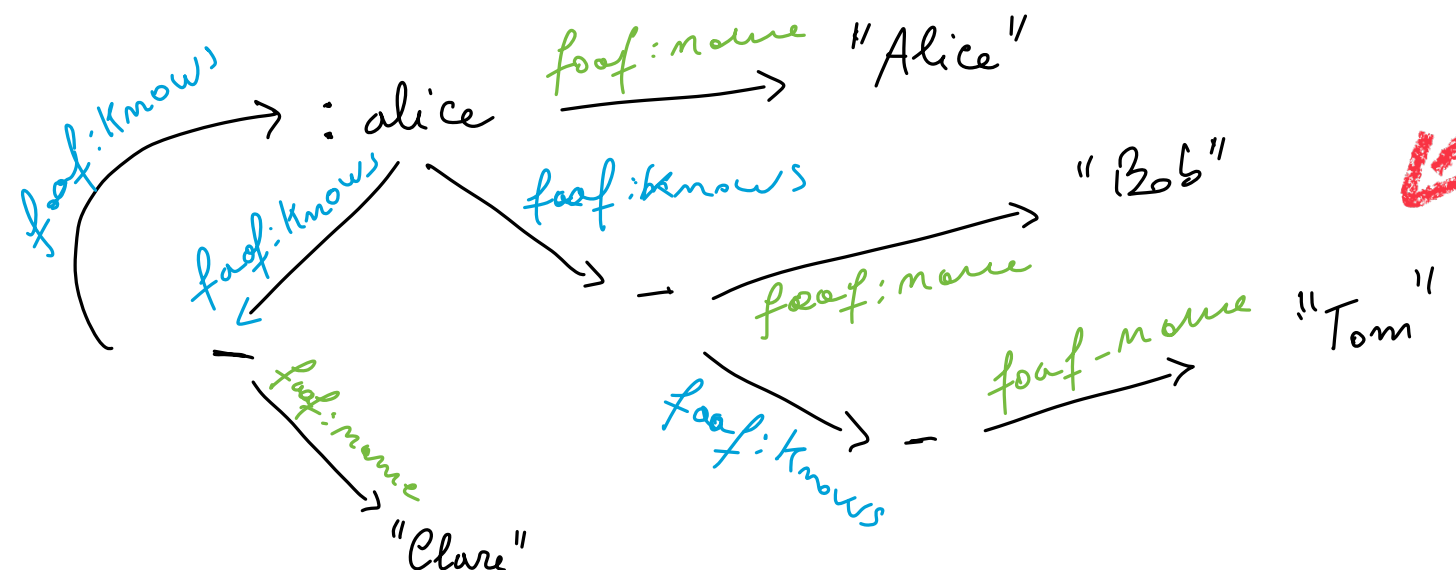 foaf:name "Alice"
foaf:knows :alice
foaf:knows foaf:knows "Bob"
foaf:name "Tom"
foaf-name
foaf:name foaf:knows
"Clare"